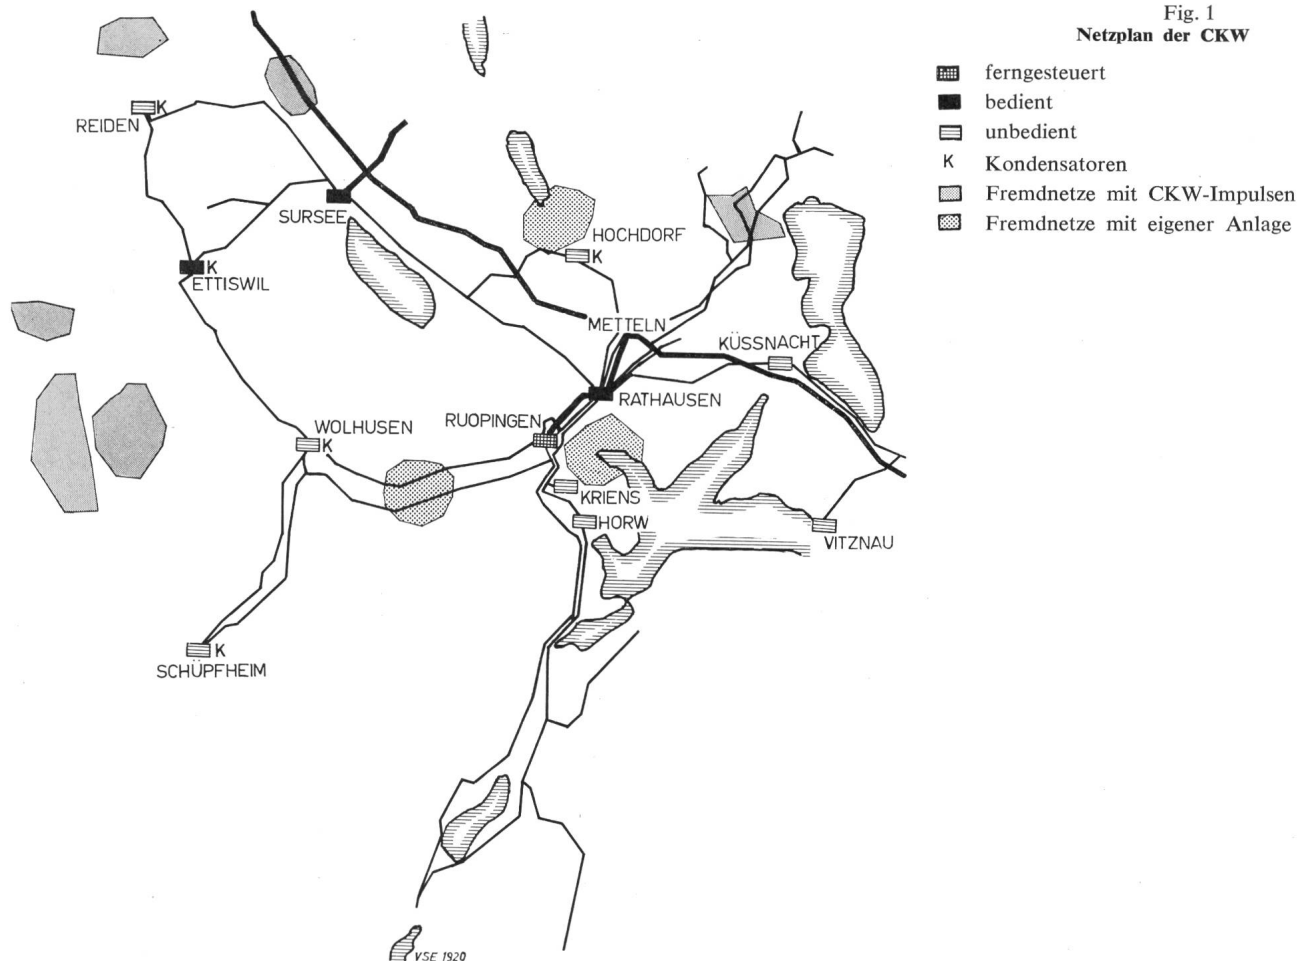 Fig. 1
Netzplan der CKW
ferngesteuert
bedient
unbedient
K Kondensatoren
Fremdnetze mit CKW-Impulsen
Fremdnetze mit eigener Anlage
K
REIDEN
SURSEE
HOCHDORF
K
K
ETTISWIL
METTELN
KÜSSNACHT
RATHAUSEN
RUOPINGEN
WOLHUSEN
K
KRIENS
HORW
VITZNAU
K
SCHÜPFHEIM
VSE 1920